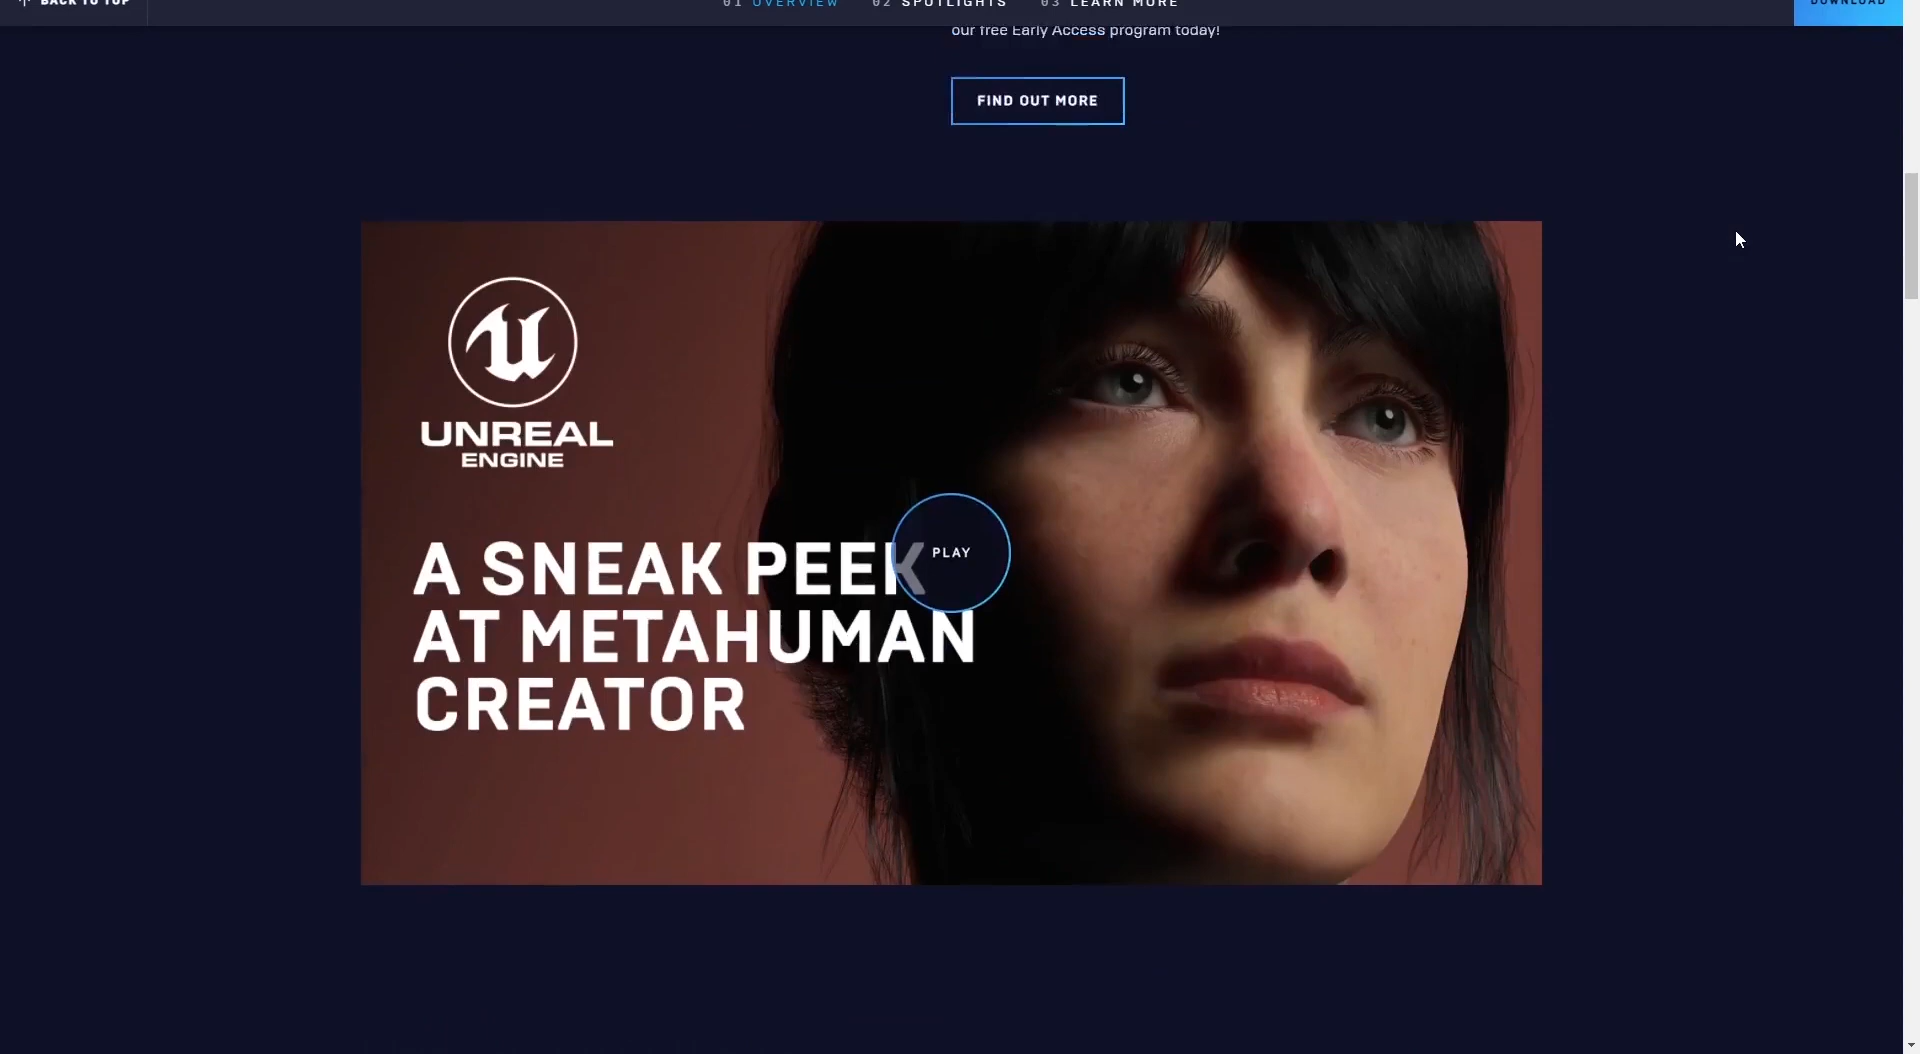 BACK TO TOP
01 OVERVIEW 02 SPOTLIGHTS 03 LEARN MORE
DOWNLOAD
our free Early Access program today!
FIND OUT MORE
UNREAL
ENGINE
A SNEAK PEEK
PLAY
AT METAHUMAN
CREATOR